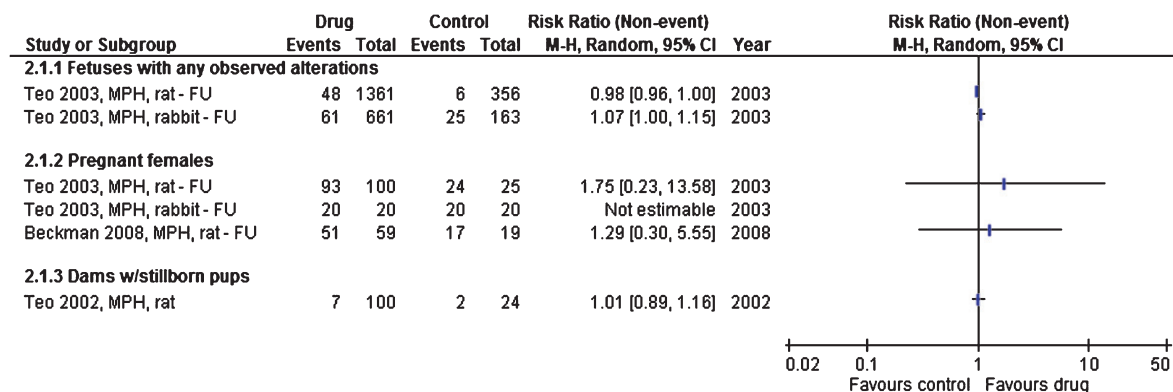 Drug Control Risk Ratio (Non-event) Risk Ratio (Non-event)
Study or Subgroup Events Total Events Total M-H, Random, 95% CI Year M-H, Random, 95% CI
2.1.1 Fetuses with any observed alterations
Teo 2003, MPH, rat - FU 48 1361 6 356 0.98 [0.96, 1.00] 2003
Teo 2003, MPH, rabbit - FU 61 661 25 163 1.07 [1.00, 1.15] 2003
2.1.2 Pregnant females
Teo 2003, MPH, rat - FU 93 100 24 25 1.75 [0.23, 13.58] 2003
Teo 2003, MPH, rabbit - FU 20 20 20 20 Not estimable 2003
Beckman 2008, MPH, rat - FU 51 59 17 19 1.29 [0.30, 5.55] 2008
2.1.3 Dams w/stillborn pups
Teo 2002, MPH, rat 7 100 2 24 1.01 [0.89, 1.16] 2002
0.02 0.1 1 10 50
Favours control Favours drug